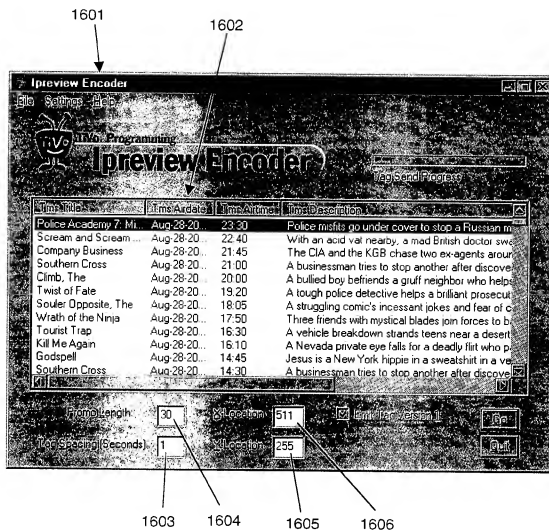 1601
1602
Ipreview Encoder
File Settings Help
TiVo Programming
Ipreview Encoder
Tag Send Progress
Tms Title Tms Airdate Tms Airtime Tms Description
Police Academy 7: Mi... Aug-28-20... 23:30 Police misfits go under cover to stop a Russian m
Scream and Scream ... Aug-28-20... 22:40 With an acid vat nearby, a mad British doctor swa
Company Business Aug-28-20... 21:45 The CIA and the KGB chase two ex-agents aroun
Southern Cross Aug-28-20... 21:00 A businessman tries to stop another after discove
Climb, The Aug-28-20... 20:00 A bullied boy befriends a gruff neighbor who helps
Twist of Fate Aug-28-20... 19:20 A tough police detective helps a brilliant prosecut
Souler Opposite, The Aug-28-20... 18:05 A struggling comic's incessant jokes and fear of c
Wrath of the Ninja Aug-28-20... 17:50 Three friends with mystical blades join forces to b
Tourist Trap Aug-28-20... 16:30 A vehicle breakdown strands teens near a desert
Kill Me Again Aug-28-20... 16:10 A Nevada private eye falls for a deadly flirt who p
Godspell Aug-28-20... 14:45 Jesus is a New York hippie in a sweatshirt in a ve
Southern Cross Aug-28-20... 14:30 A businessman tries to stop another after discove
Promo Length 30 X Location 511 Version 1 Go
Tag Spacing (Seconds) 1 Location 255 Quit
1603 1604 1605 1606